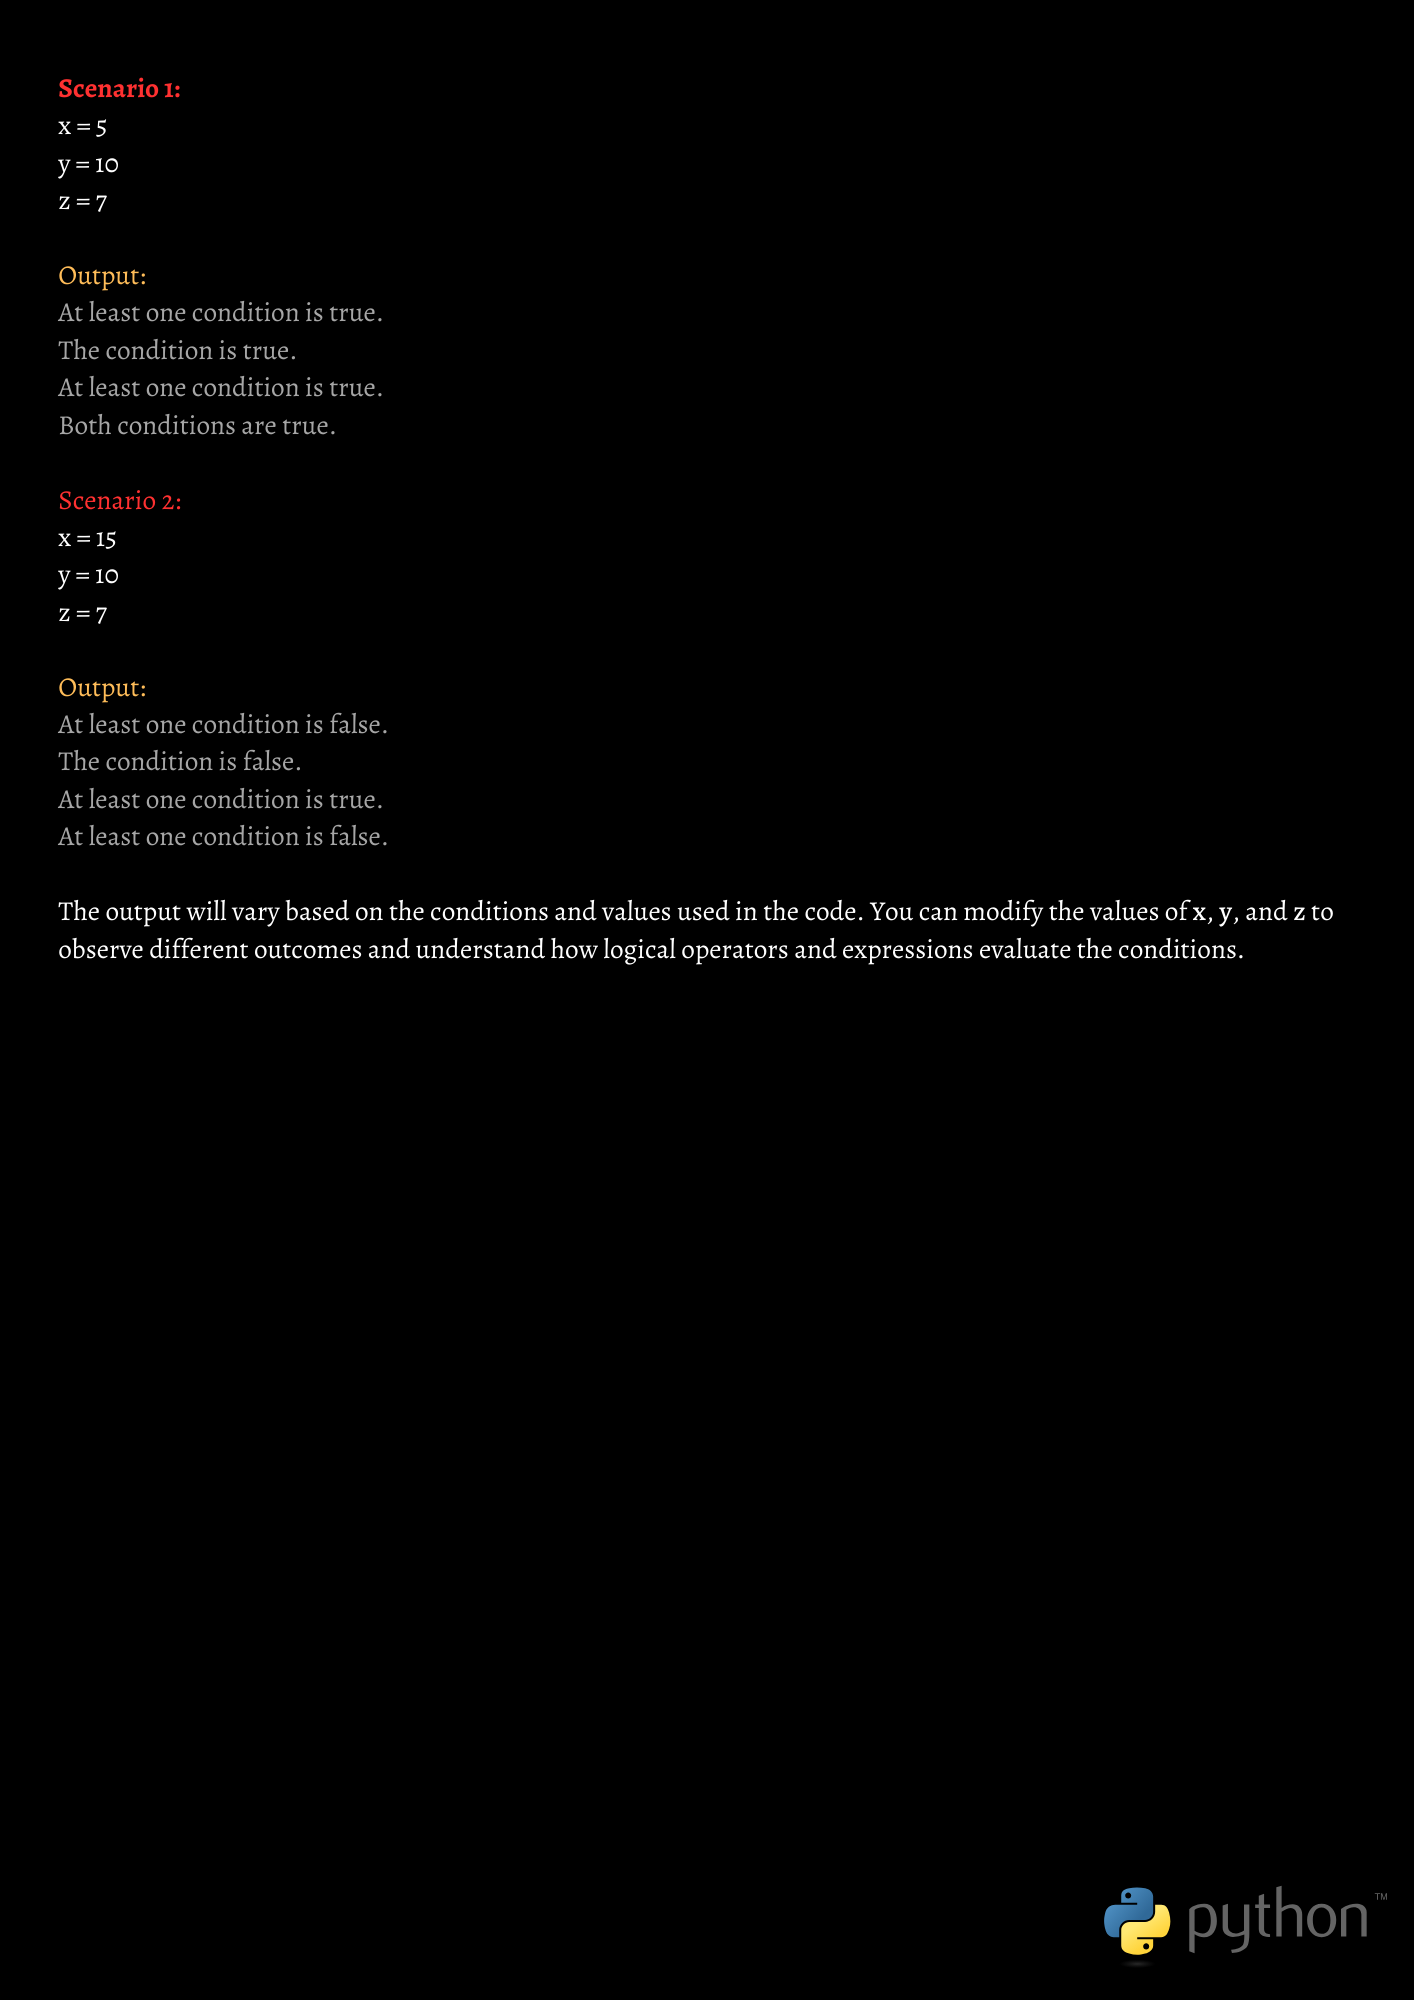 Scenario 1:
x = 5
y = 10
z = 7
Output:
At least one condition is true.
The condition is true.
At least one condition is true.
Both conditions are true.
Scenario 2:
x = 15
y = 10
z = 7
Output:
At least one condition is false.
The condition is false.
At least one condition is true.
At least one condition is false.
The output will vary based on the conditions and values used in the code. You can modify the values of x, y, and z to
observe different outcomes and understand how logical operators and expressions evaluate the conditions.
python™